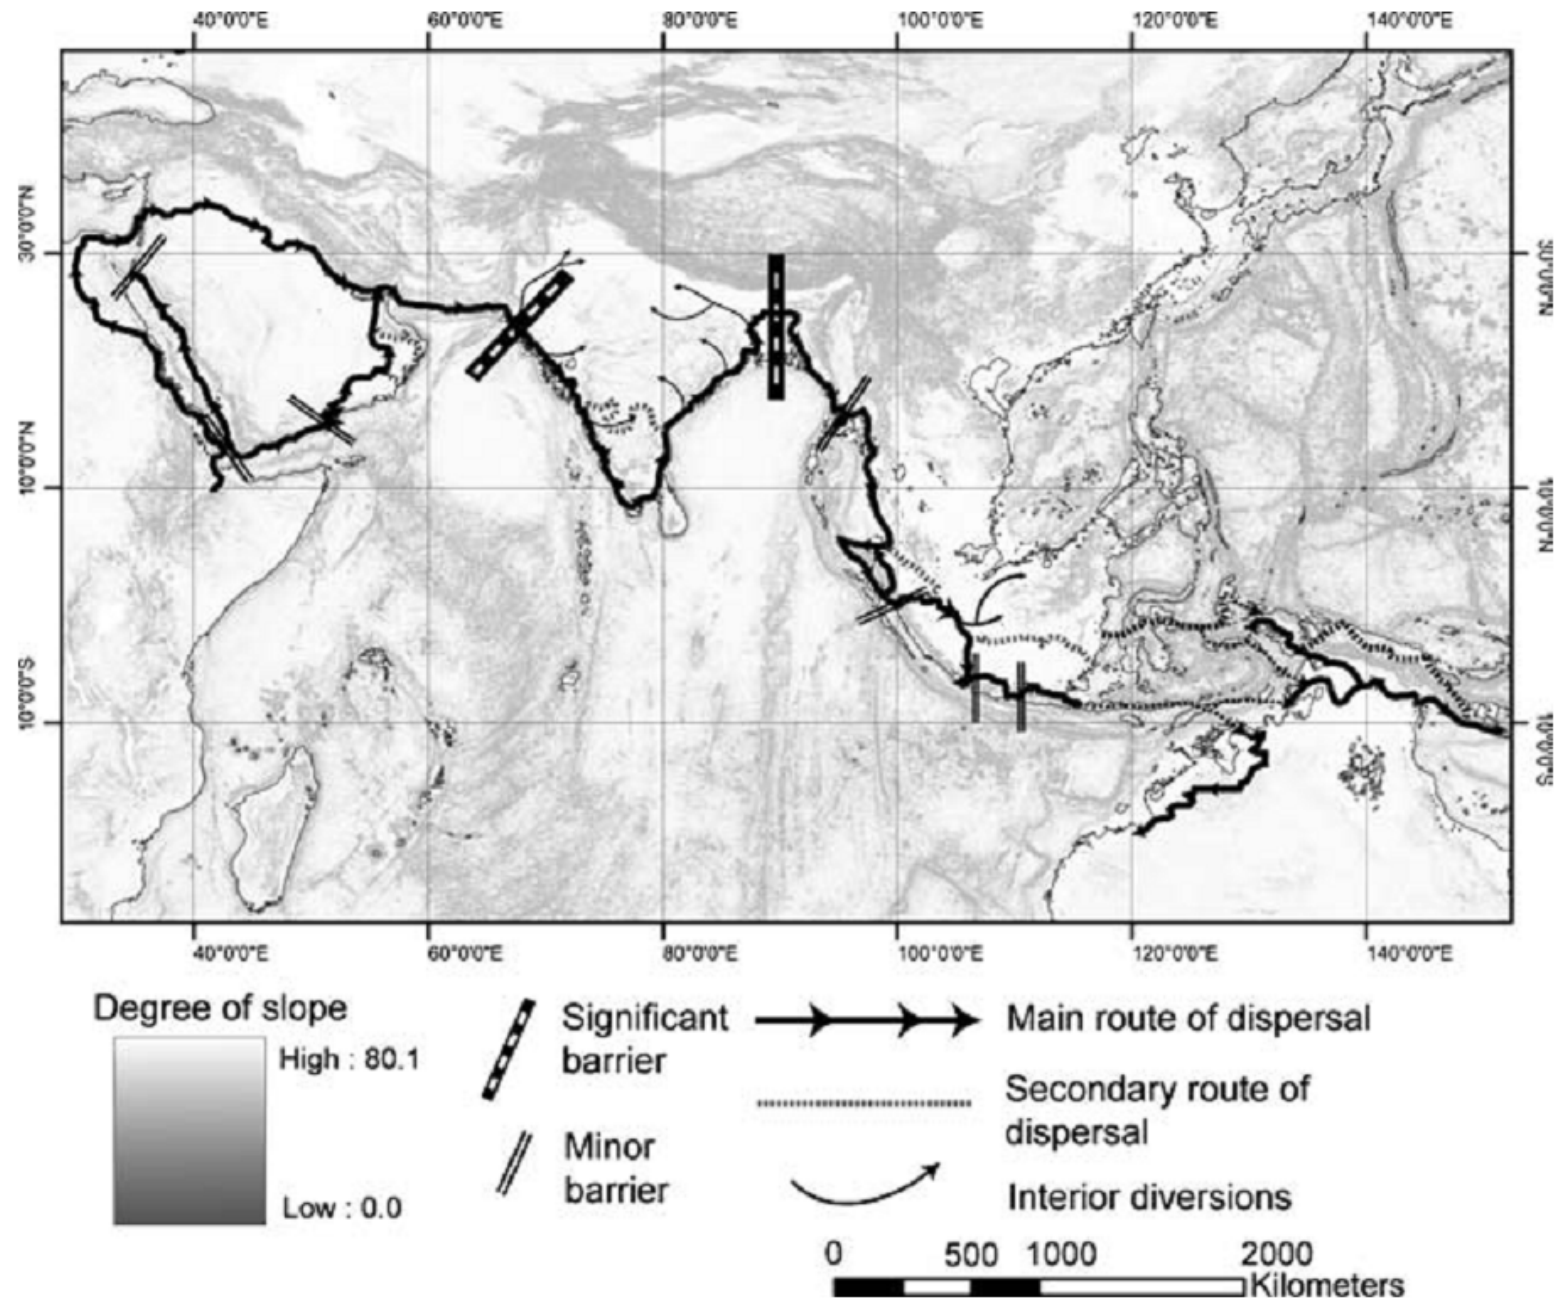 40°0'0"E 60°0'0"E 80°0'0"E 100°0'0"E 120°0'0"E 140°0'0"E
30°0'0"N 30°0'0"N
10°0'0"N 10°0'0"N
10°0'0"S 10°0'0"S
40°0'0"E 60°0'0"E 80°0'0"E 100°0'0"E 120°0'0"E 140°0'0"E
Degree of slope
High : 80.1
Low : 0.0
Significant
barrier
Minor
barrier
Main route of dispersal
Secondary route of
dispersal
Interior diversions
0 500 1000 2000
Kilometers